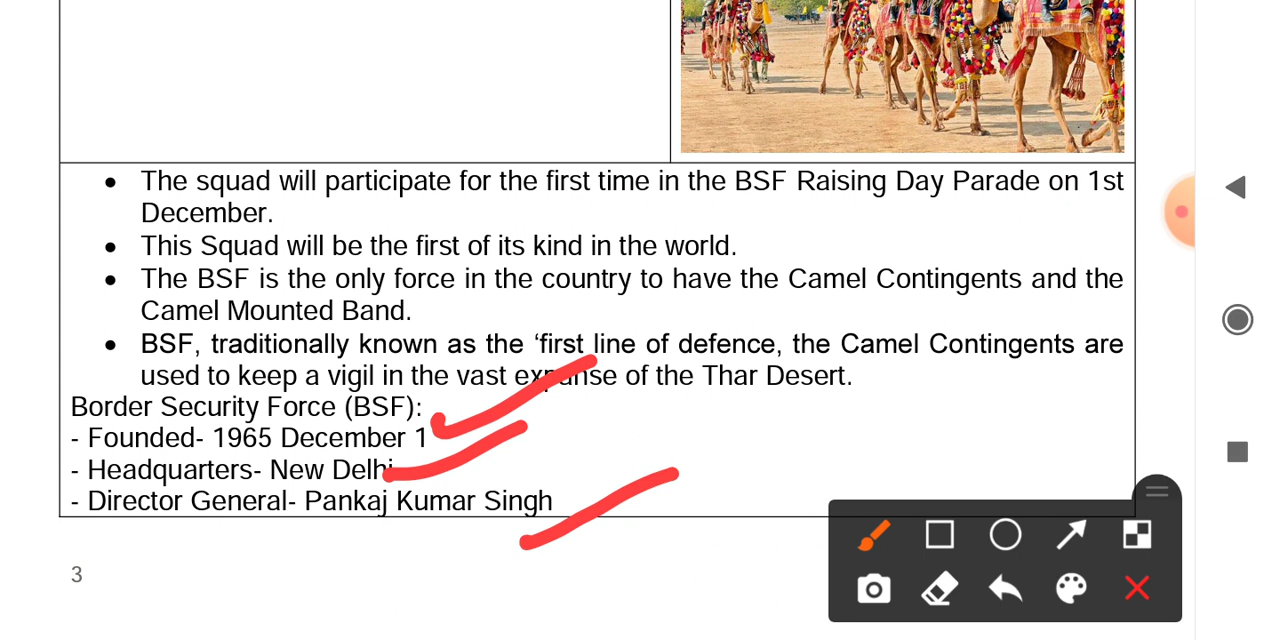 • The squad will participate for the first time in the BSF Raising Day Parade on 1st
December.
• This Squad will be the first of its kind in the world.
• The BSF is the only force in the country to have the Camel Contingents and the
Camel Mounted Band.
• BSF, traditionally known as the ‘first line of defence, the Camel Contingents are
used to keep a vigil in the vast expanse of the Thar Desert.
Border Security Force (BSF):
- Founded- 1965 December 1
- Headquarters- New Delhi
- Director General- Pankaj Kumar Singh
3